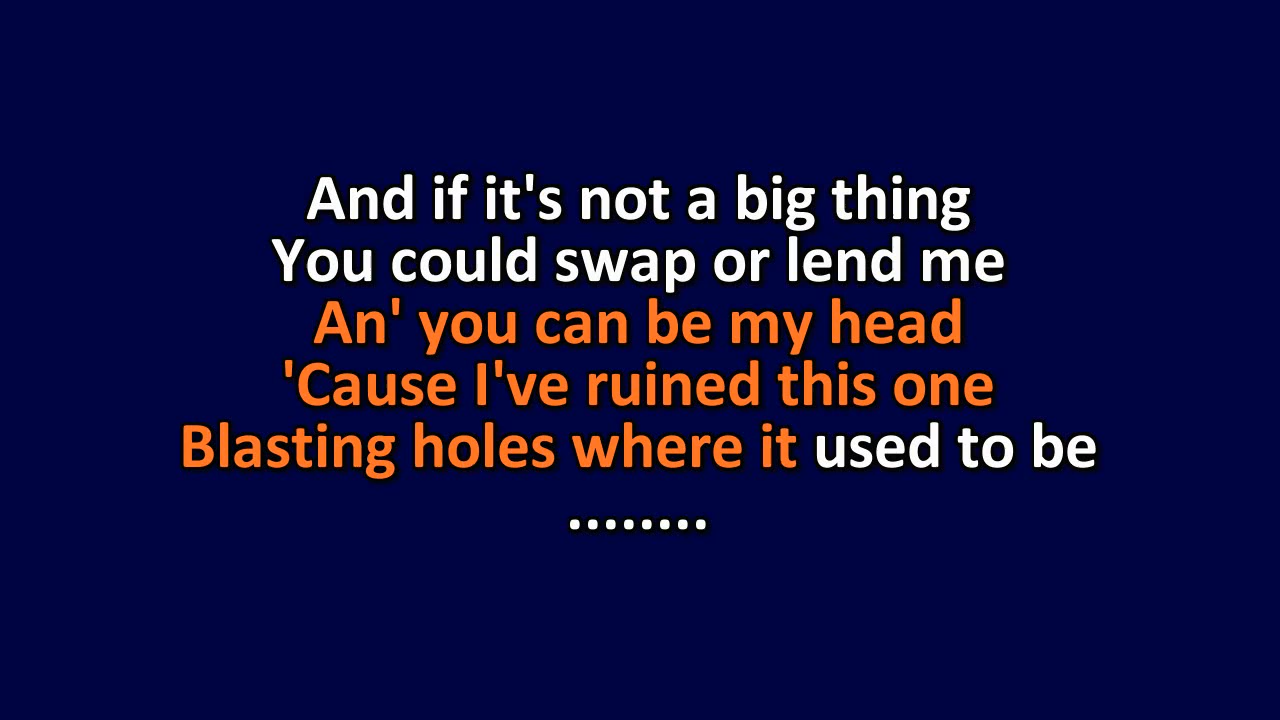 And if it's not a big thing
You could swap or lend me
An' you can be my head
'Cause I've ruined this one
Blasting holes where it used to be
........